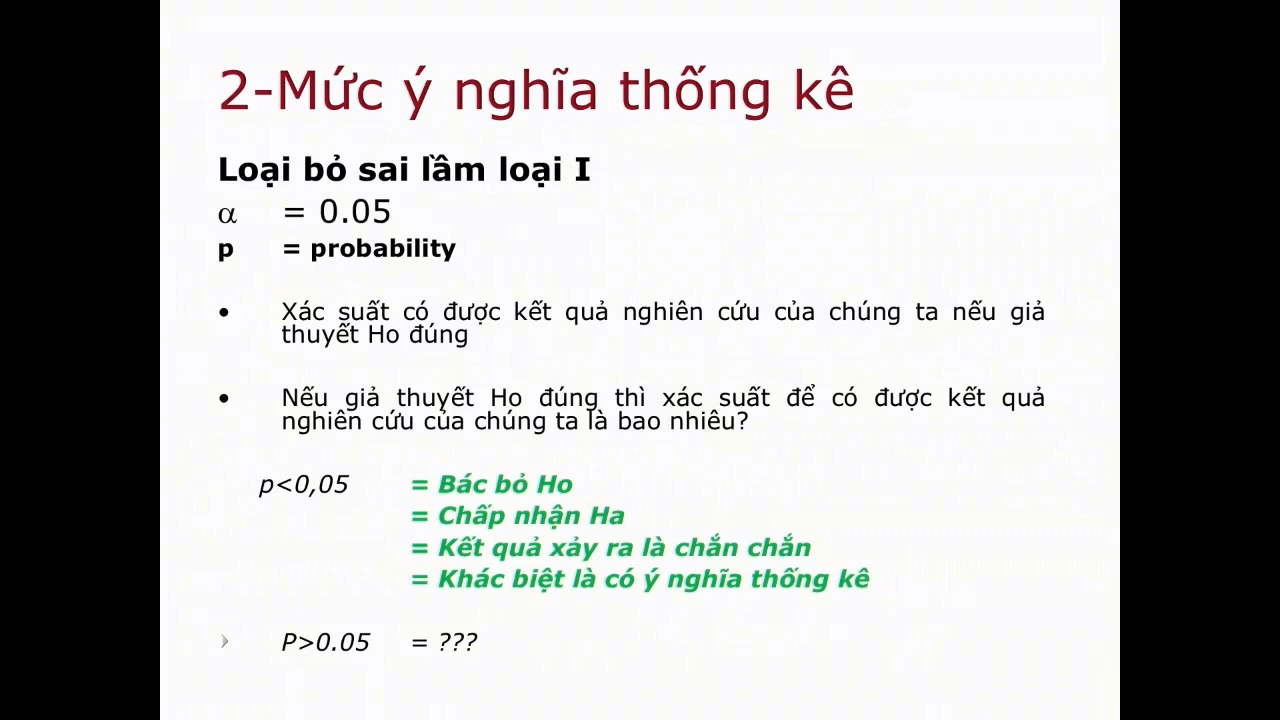 2-Mức ý nghĩa thống kê
Loại bỏ sai lầm loại I
α = 0.05
p = probability
• Xác suất có được kết quả nghiên cứu của chúng ta nếu giả
thuyết Ho đúng
• Nếu giả thuyết Ho đúng thì xác suất để có được kết quả
nghiên cứu của chúng ta là bao nhiêu?
p<0,05 = Bác bỏ Ho
= Chấp nhận Ha
= Kết quả xảy ra là chắn chắn
= Khác biệt là có ý nghĩa thống kê
P>0.05 = ???